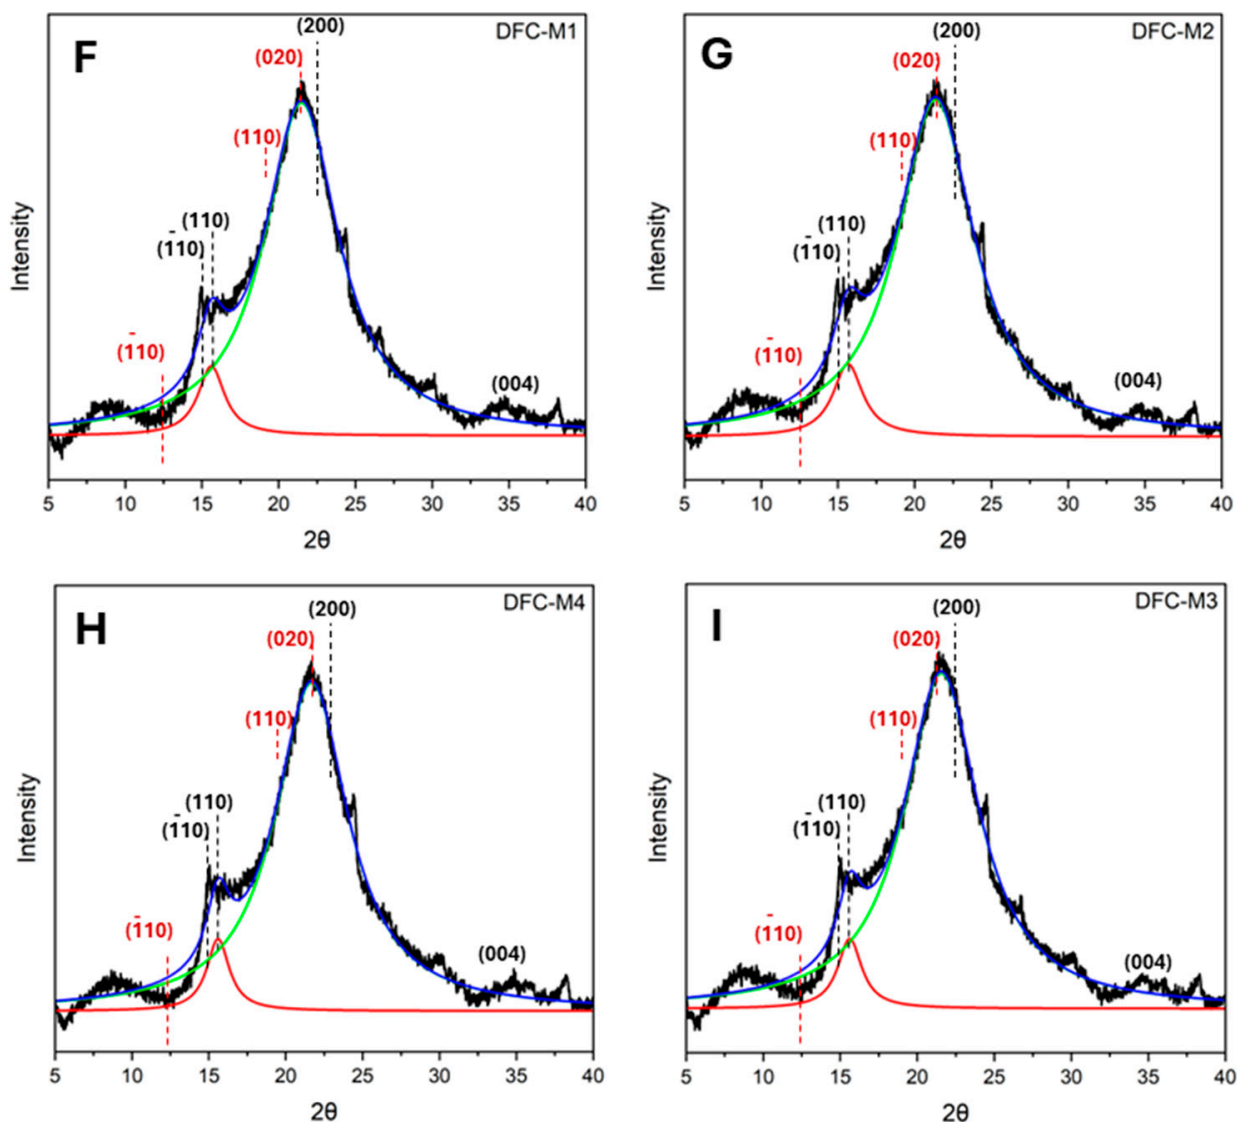 F
DFC-M1
(200)
(020)
(110)
(110)
(1̄10)
(1̄10)
(004)
Intensity
5 10 15 20 25 30 35 40
2θ
G
DFC-M2
(200)
(020)
(110)
(110)
(1̄10)
(1̄10)
(004)
Intensity
5 10 15 20 25 30 35 40
2θ
H
DFC-M4
(200)
(020)
(110)
(110)
(1̄10)
(1̄10)
(004)
Intensity
5 10 15 20 25 30 35 40
2θ
I
DFC-M3
(200)
(020)
(110)
(110)
(1̄10)
(1̄10)
(004)
Intensity
5 10 15 20 25 30 35 40
2θ